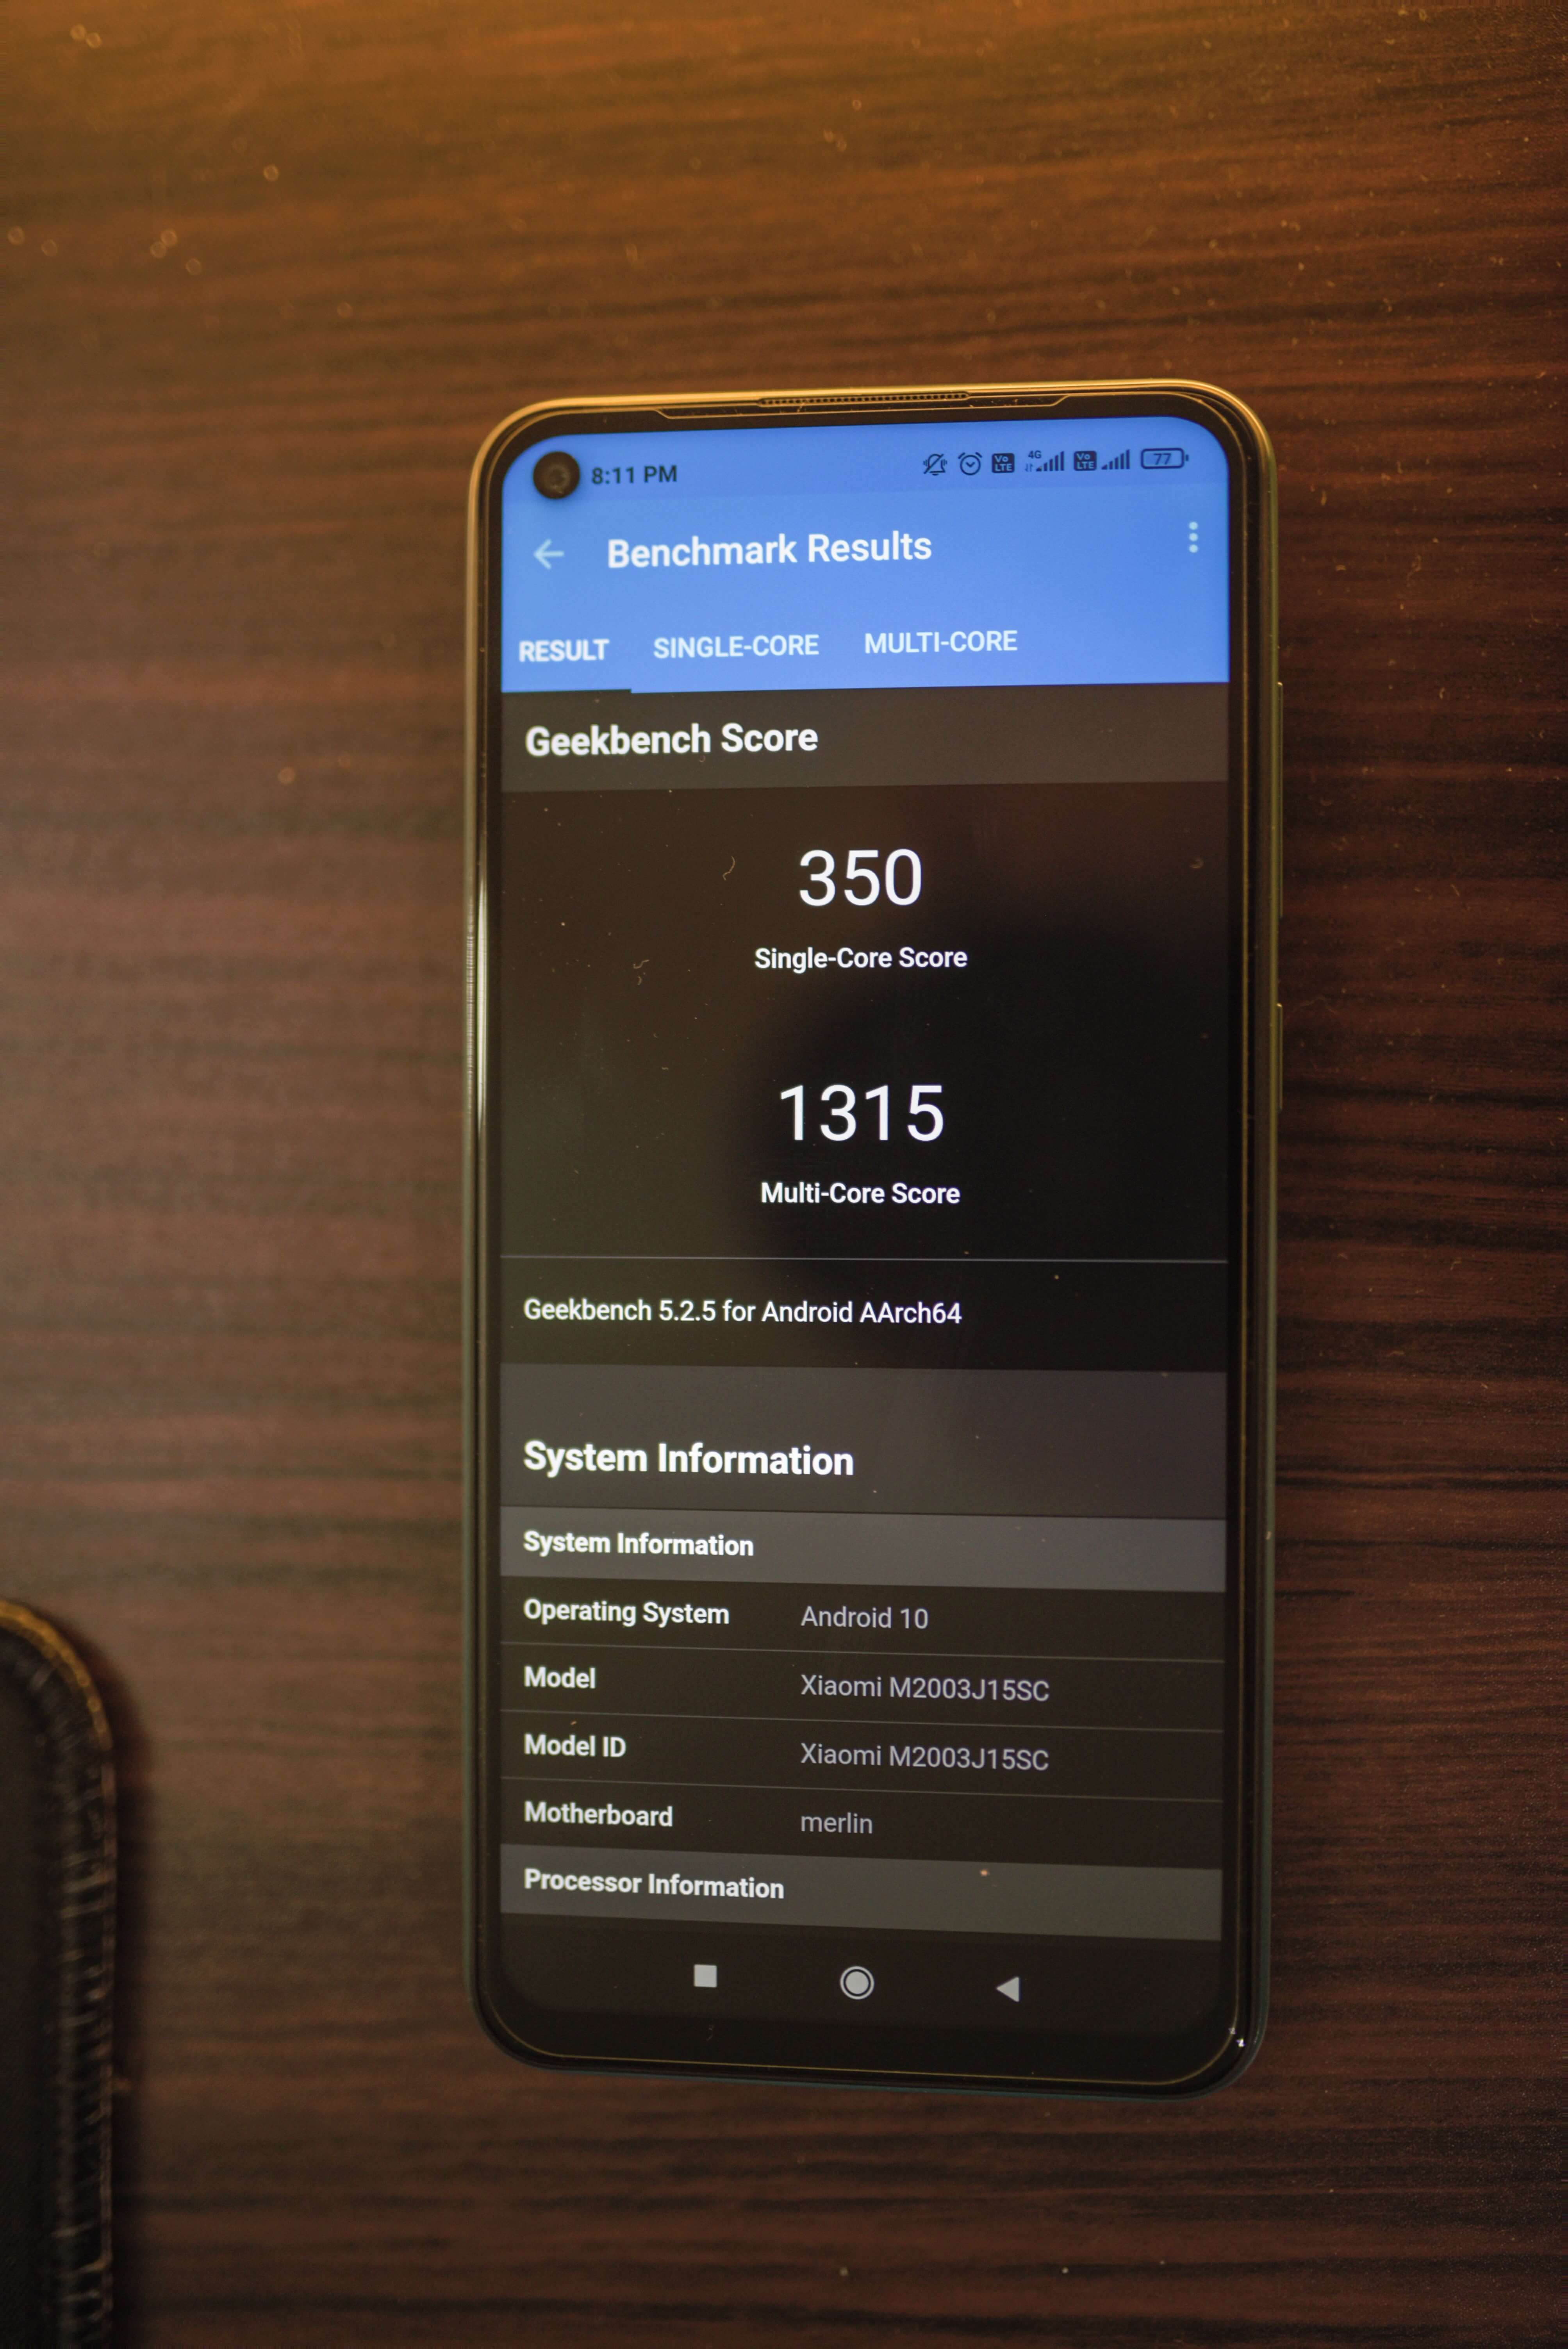 8:11 PM
Vo LTE 4G Vo LTE 77
Benchmark Results
RESULT SINGLE-CORE MULTI-CORE
Geekbench Score
350
Single-Core Score
1315
Multi-Core Score
Geekbench 5.2.5 for Android AArch64
System Information
System Information
Operating System Android 10
Model Xiaomi M2003J15SC
Model ID Xiaomi M2003J15SC
Motherboard merlin
Processor Information